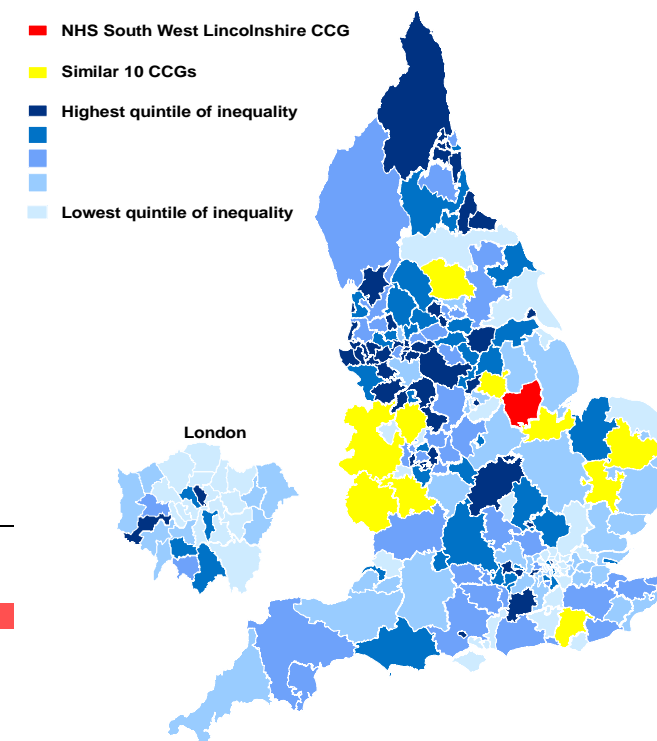 NHS South West Lincolnshire CCG
Similar 10 CCGs
Highest quintile of inequality
Lowest quintile of inequality
London